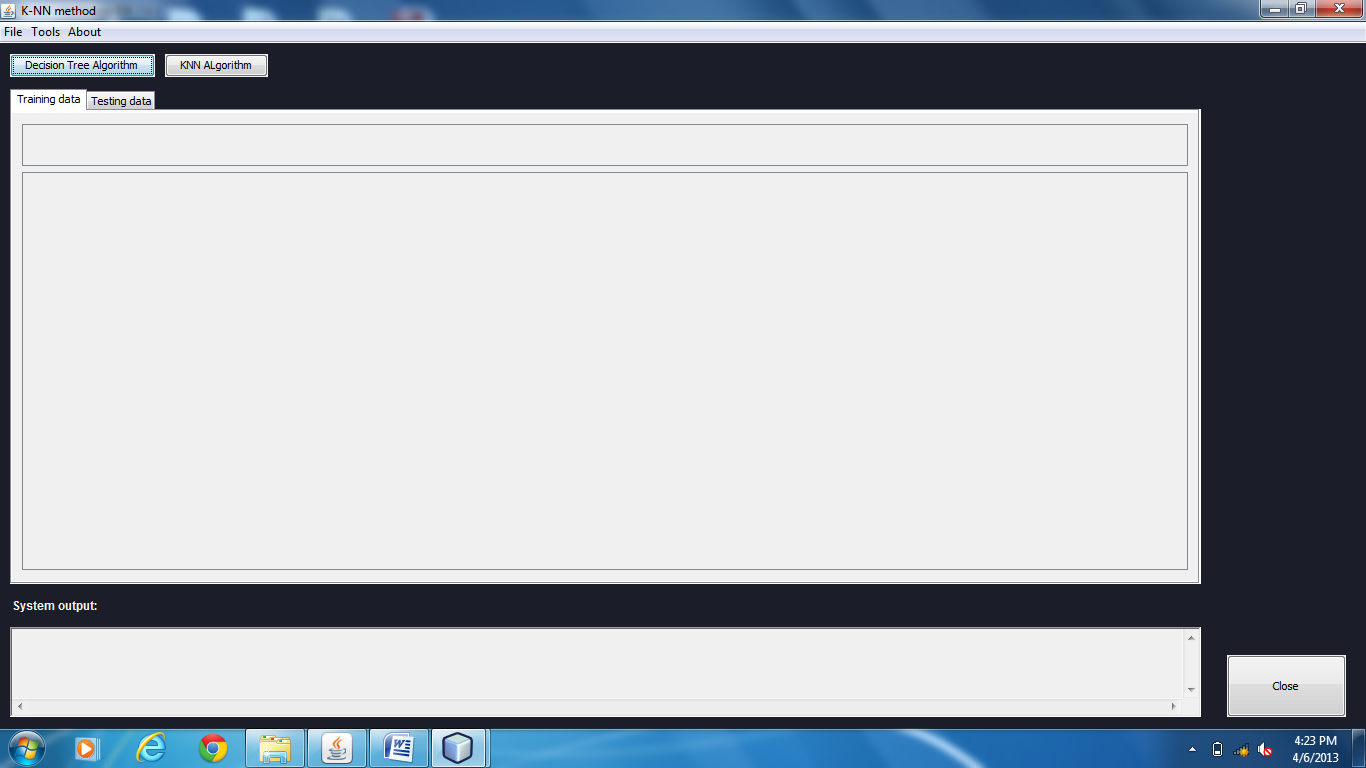 K-NN method
File Tools About
Decision Tree Algorithm KNN ALgorithm
Training data Testing data
System output:
Close
4:23 PM
4/6/2013